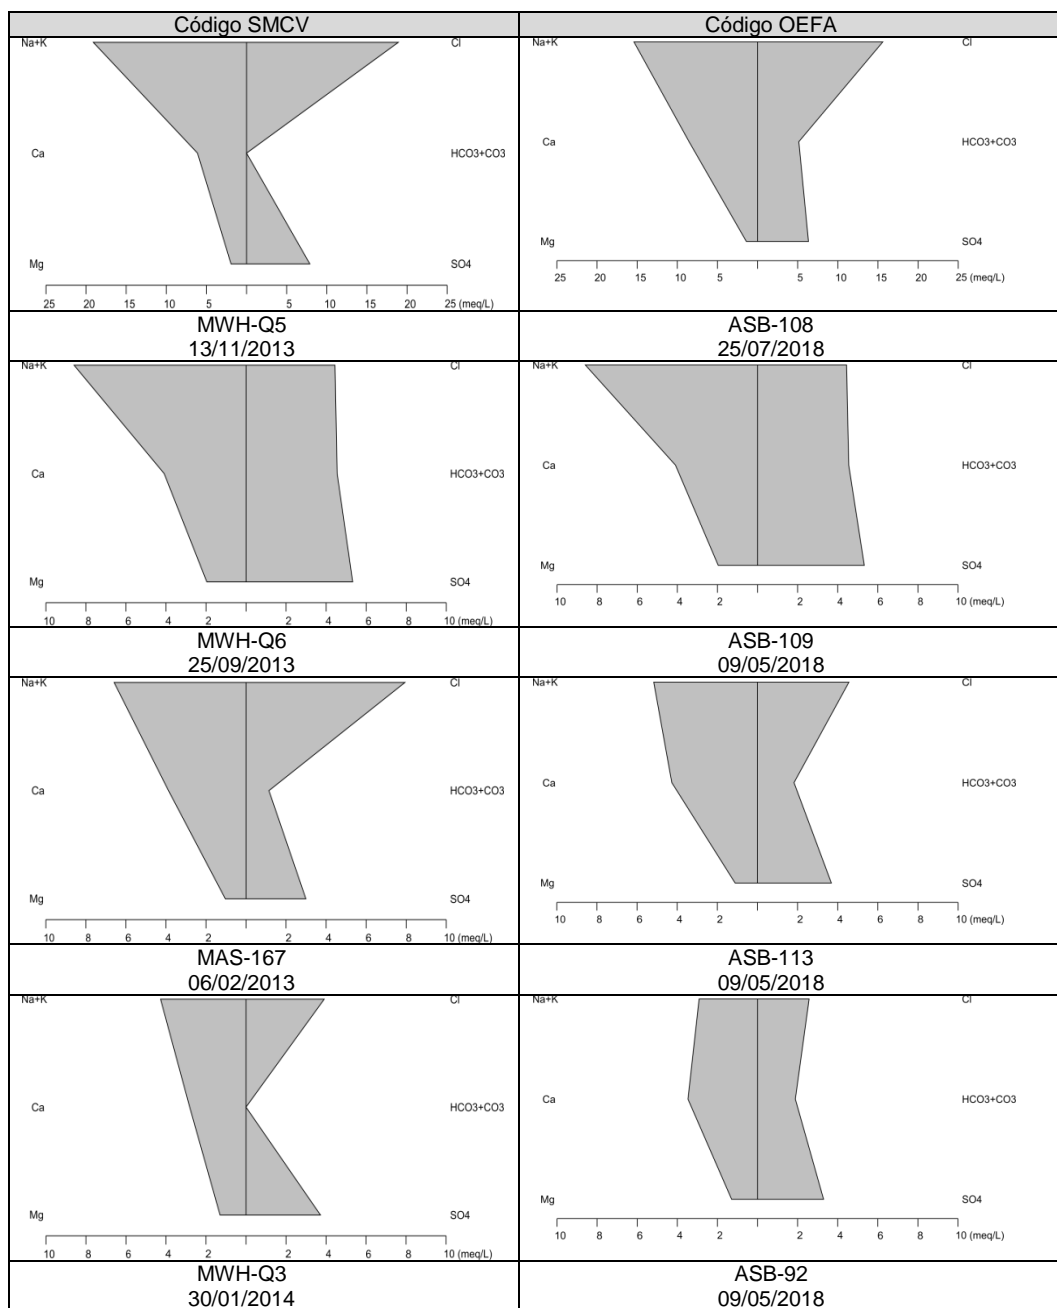 Código SMCV
Código OEFA
Na+K Cl
Ca HCO3+CO3
Mg SO4
25 20 15 10 5 5 10 15 20 25 (meq/L)
Na+K Cl
Ca HCO3+CO3
Mg SO4
25 20 15 10 5 5 10 15 20 25 (meq/L)
MWH-Q5
13/11/2013
ASB-108
25/07/2018
Na+K Cl
Ca HCO3+CO3
Mg SO4
10 8 6 4 2 2 4 6 8 10 (meq/L)
Na+K Cl
Ca HCO3+CO3
Mg SO4
10 8 6 4 2 2 4 6 8 10 (meq/L)
MWH-Q6
25/09/2013
ASB-109
09/05/2018
Na+K Cl
Ca HCO3+CO3
Mg SO4
10 8 6 4 2 2 4 6 8 10 (meq/L)
Na+K Cl
Ca HCO3+CO3
Mg SO4
10 8 6 4 2 2 4 6 8 10 (meq/L)
MAS-167
06/02/2013
ASB-113
09/05/2018
Na+K Cl
Ca HCO3+CO3
Mg SO4
10 8 6 4 2 2 4 6 8 10 (meq/L)
Na+K Cl
Ca HCO3+CO3
Mg SO4
10 8 6 4 2 2 4 6 8 10 (meq/L)
MWH-Q3
30/01/2014
ASB-92
09/05/2018